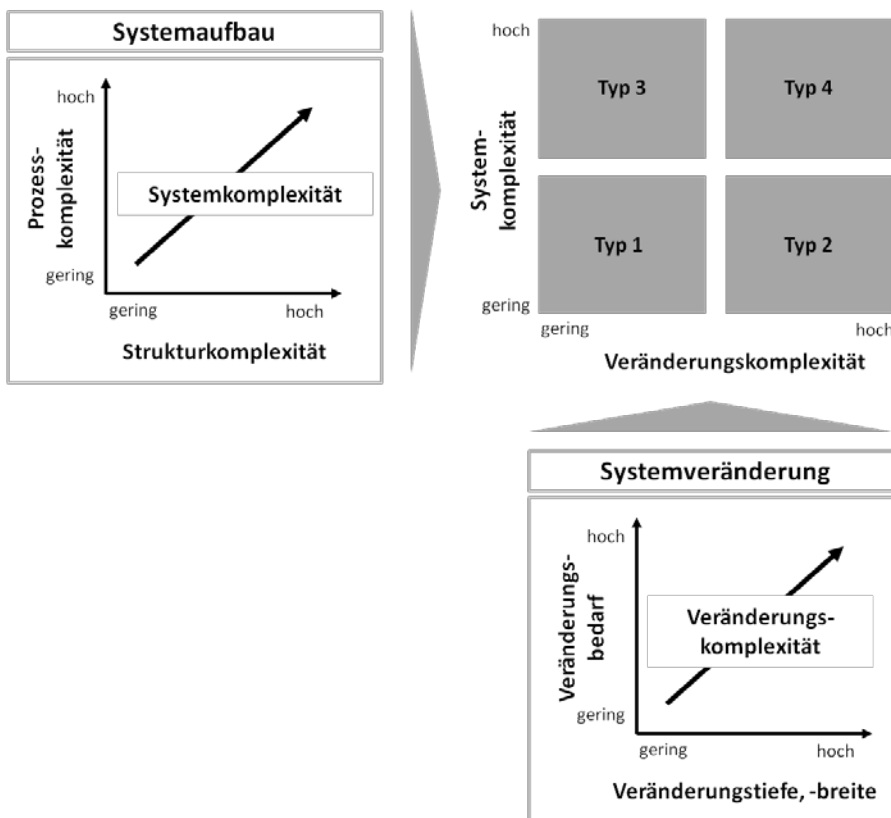 Systemaufbau
hoch
Prozess-
komplexität
Systemkomplexität
gering
gering
hoch
Strukturkomplexität
hoch
System-
komplexität
Typ 3
Typ 4
Typ 1
Typ 2
gering
gering
hoch
Veränderungskomplexität
Systemveränderung
hoch
Veränderungs-
bedarf
Veränderungs-
komplexität
gering
gering
hoch
Veränderungstiefe, -breite